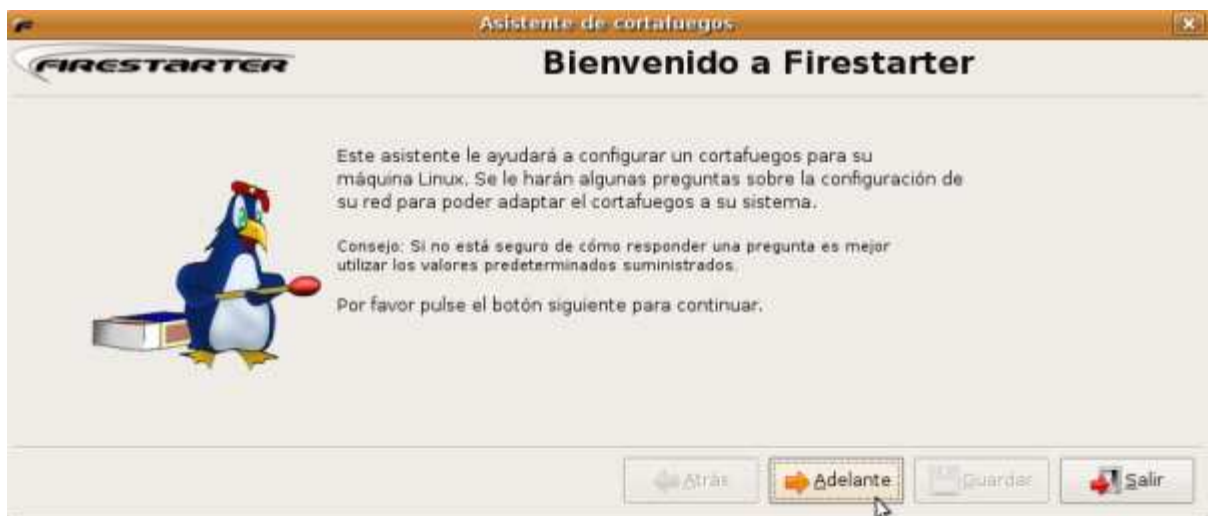 Asistente de cortafuegos
FIRESTARTER
Bienvenido a Firestarter
Este asistente le ayudará a configurar un cortafuegos para su
máquina Linux. Se le harán algunas preguntas sobre la configuración de
su red para poder adaptar el cortafuegos a su sistema.
Consejo: Si no está seguro de cómo responder una pregunta es mejor
utilizar los valores predeterminados suministrados.
Por favor pulse el botón siguiente para continuar.
Atrás
Adelante
Guardar
Salir